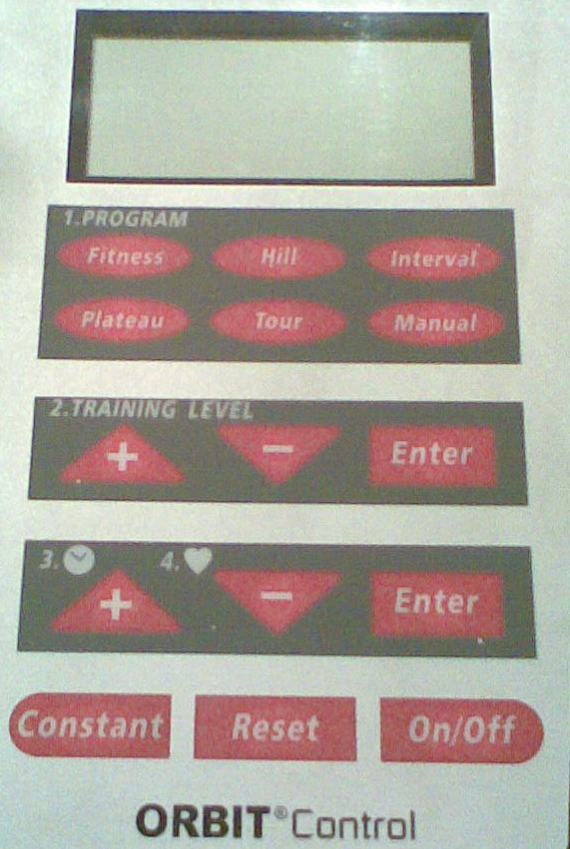 1.PROGRAM
Fitness Hill Interval
Plateau Tour Manual
2.TRAINING LEVEL
+ − Enter
3. 4.
+ − Enter
Constant Reset On/Off
ORBIT®Control